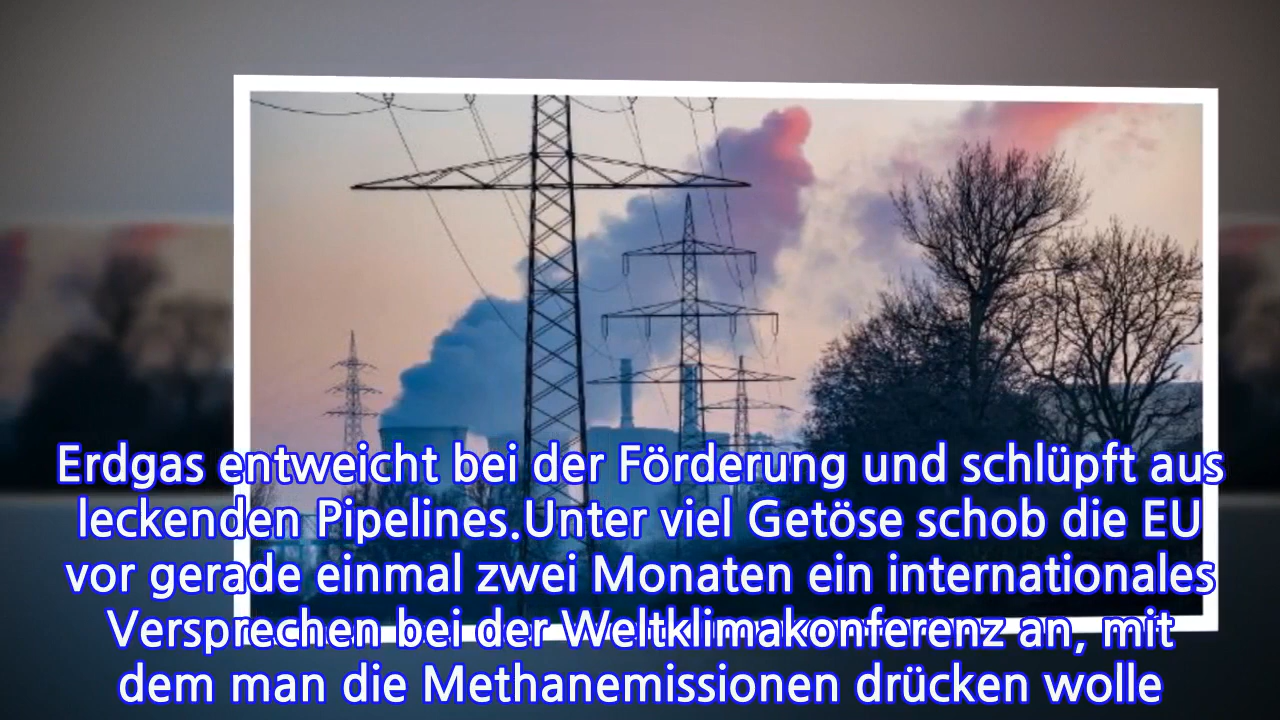 Erdgas entweicht bei der Förderung und schlüpft aus
leckenden Pipelines.Unter viel Getöse schob die EU
vor gerade einmal zwei Monaten ein internationales
Versprechen bei der Weltklimakonferenz an, mit
dem man die Methanemissionen drücken wolle